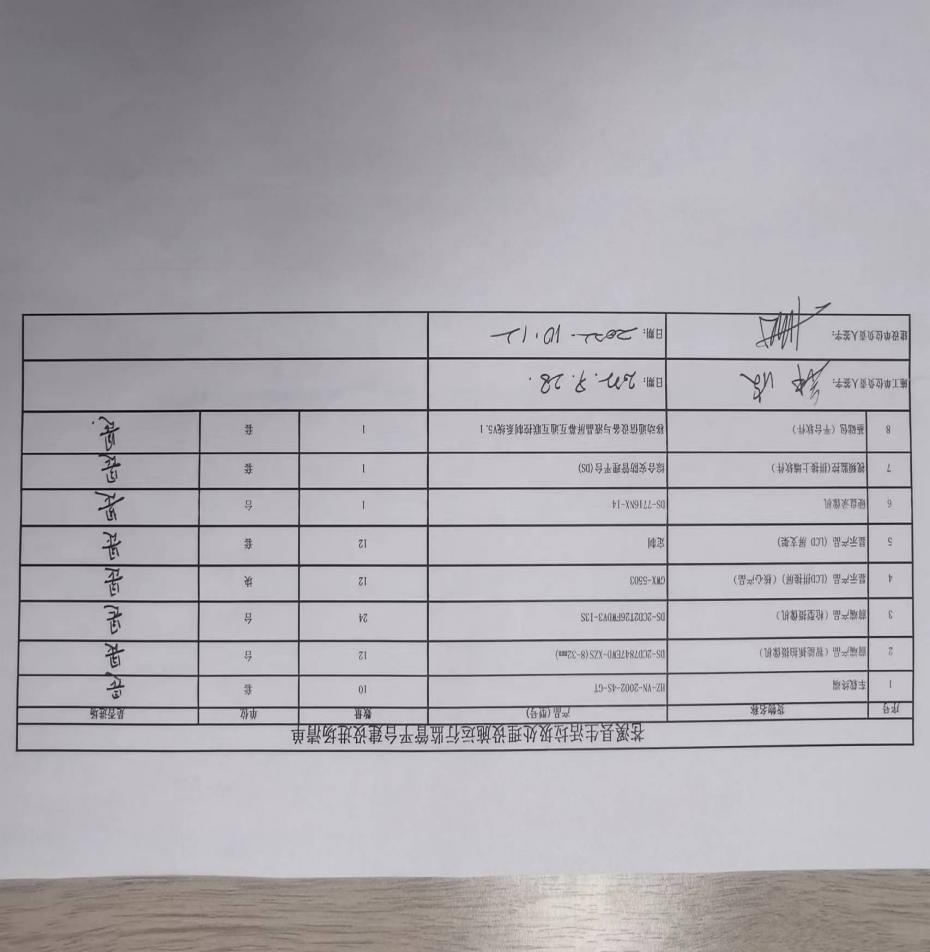 苍溪县生活垃圾处理设施运行监管平台建设进场清单
序号 货物名称 产品(型号) 数量 单位 是否进场
1 车载终端 HZ-VN-2002-4S-GT 10 套 是
2 前端产品（智能抓拍摄像机） DS-2CD7847EWD-XZS(8-32mm) 12 台 是
3 前端产品（枪型摄像机） DS-2CD2T26FWDV3-I3S 24 台 是
4 显示产品（LCD拼接屏）（核心产品） GWX-5503 12 块 是
5 显示产品（LCD 屏支架） 定制 12 套 是
6 硬盘录像机 DS-7716NX-I4 1 台 是
7 视频监控(拼接上墙软件） 综合安防管理平台(DS) 1 套 是
8 基础包（平台软件） 移动通信设备与液晶屏幕互通互联控制系统V5.1 1 套 是.
施工单位负责人签字: 日期: 2022.9.28.
建设单位负责人签字: 日期: 2022.10.12